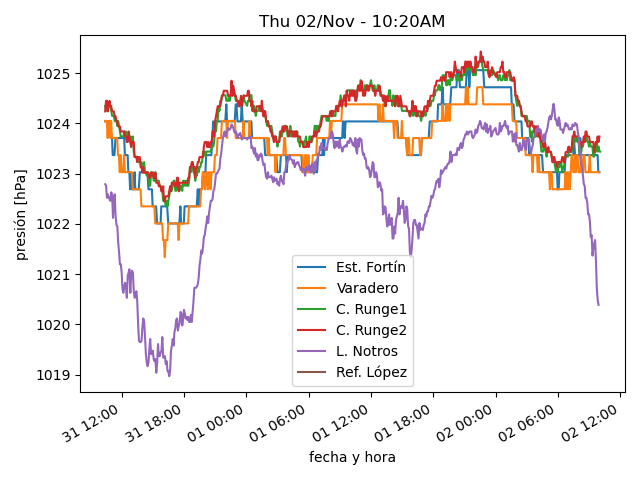 Thu 02/Nov - 10:20AM
presión [hPa]
1025
1024
1023
1022
1021
1020
1019
Est. Fortín
Varadero
C. Runge1
C. Runge2
L. Notros
Ref. López
31 12:00
31 18:00
01 00:00
01 06:00
01 12:00
01 18:00
02 00:00
02 06:00
02 12:00
fecha y hora